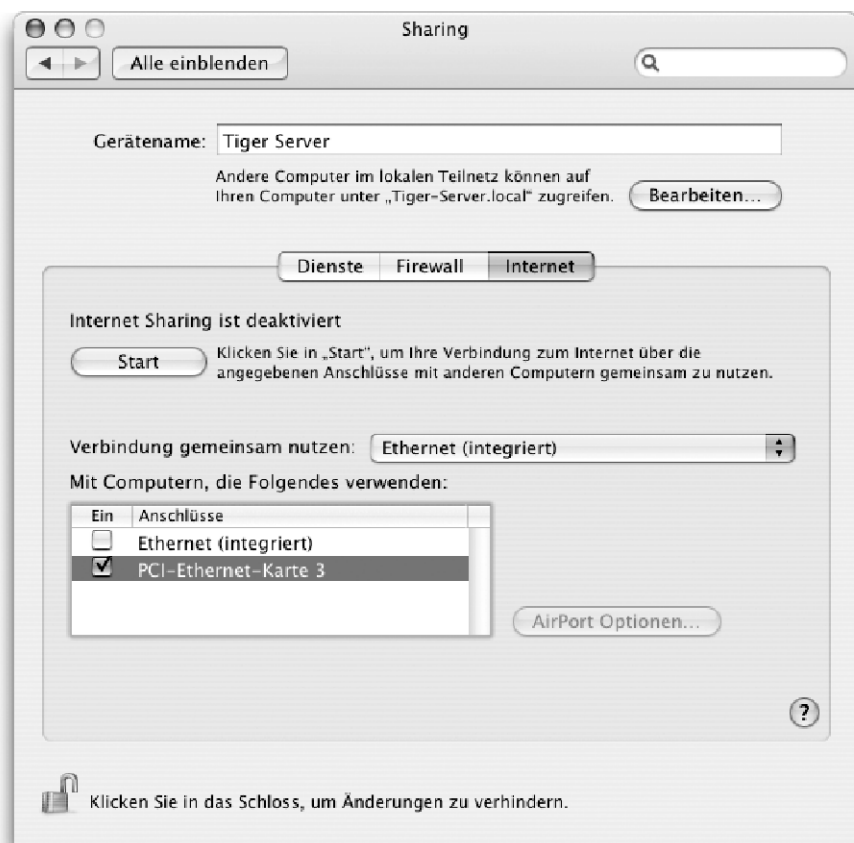 Sharing
Alle einblenden
Gerätename: Tiger Server
Andere Computer im lokalen Teilnetz können auf
Ihren Computer unter „Tiger-Server.local“ zugreifen.
Bearbeiten...
Dienste Firewall Internet
Internet Sharing ist deaktiviert
Start
Klicken Sie in „Start“, um Ihre Verbindung zum Internet über die
angegebenen Anschlüsse mit anderen Computern gemeinsam zu nutzen.
Verbindung gemeinsam nutzen: Ethernet (integriert)
Mit Computern, die Folgendes verwenden:
Ein Anschlüsse
Ethernet (integriert)
PCI-Ethernet-Karte 3
AirPort Optionen...
?
Klicken Sie in das Schloss, um Änderungen zu verhindern.